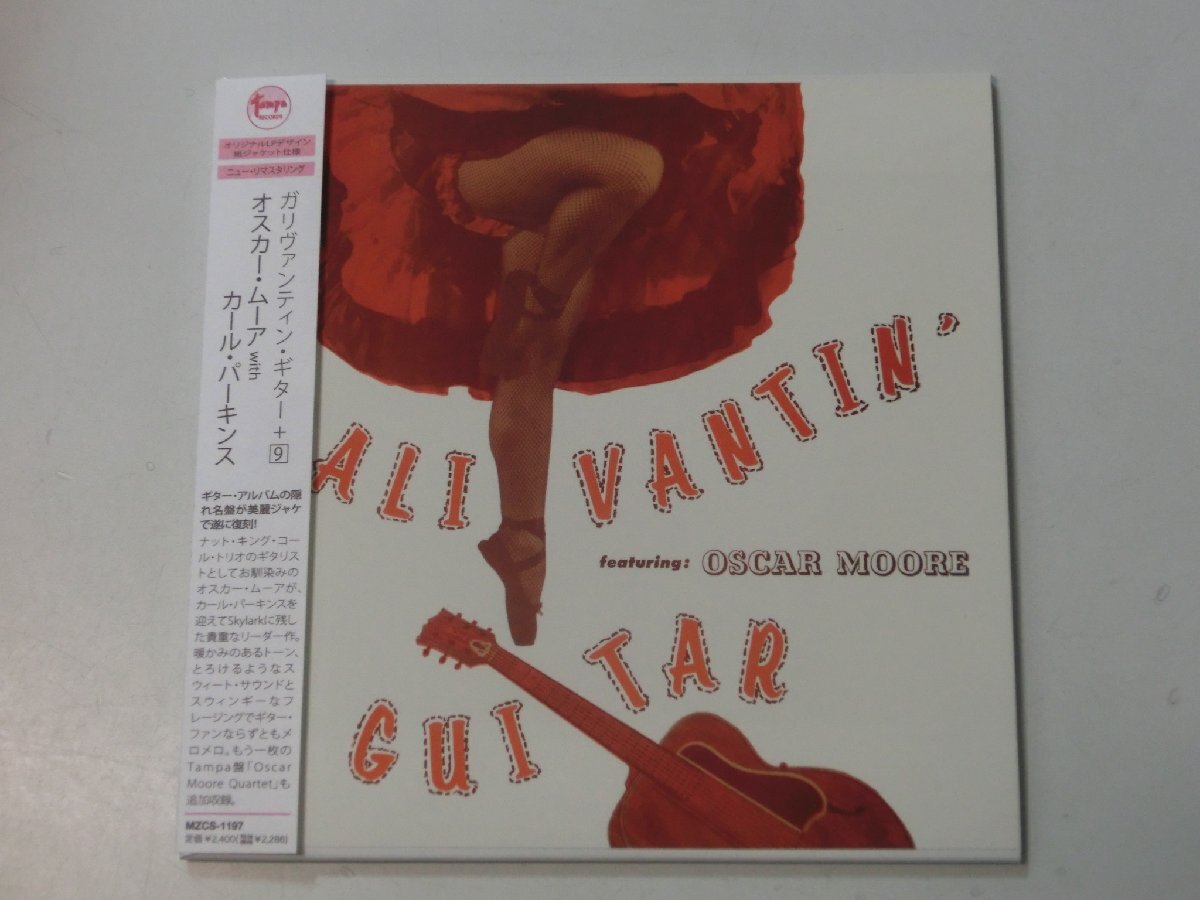 Tampa
RECORDS
オリジナルLPデザイン
紙ジャケット仕様
ニュー・リマスタリング
ガリヴァンティン・ギター+9
オスカー・ムーア with
カール・パーキンス
ギター・アルバムの隠
れ名盤が美麗ジャケ
で遂に復刻!
ナット・キング・コー
ル・トリオのギタリス
トとしてお馴染みの
オスカー・ムーアが、
カール・パーキンスを
迎えてSkylarkに残し
た貴重なリーダー作。
暖かみのあるトーン、
とろけるようなス
ウィート・サウンドと
スウィンギーなフ
レージングでギター・
ファンならずともメ
ロメロ。もう一枚の
Tampa盤「Oscar
Moore Quartet」も
追加収録。
MZCS-1197
定価¥2,400(税抜価格¥2,286)
ALI VANTIN'
featuring: OSCAR MOORE
GUITAR